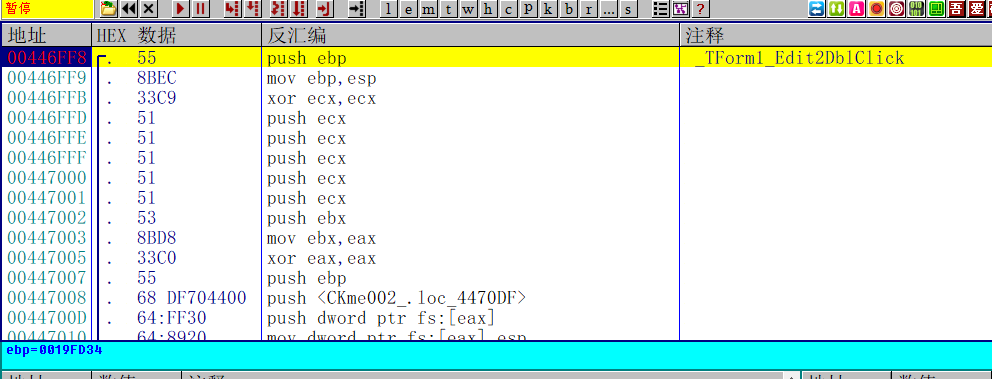 暂停 l e m t w h c p k b r ... s ?
地址 HEX 数据 反汇编 注释
00446FF8 . 55 push ebp _TForm1_Edit2DblClick
00446FF9 . 8BEC mov ebp,esp
00446FFB . 33C9 xor ecx,ecx
00446FFD . 51 push ecx
00446FFE . 51 push ecx
00446FFF . 51 push ecx
00447000 . 51 push ecx
00447001 . 51 push ecx
00447002 . 53 push ebx
00447003 . 8BD8 mov ebx,eax
00447005 . 33C0 xor eax,eax
00447007 . 55 push ebp
00447008 . 68 DF704400 push <CKme002_.loc_4470DF>
0044700D . 64:FF30 push dword ptr fs:[eax]
00447010 . 64:8920 mov dword ptr fs:[eax],esp
ebp=0019FD34
地址 数值 注释 地址 数值